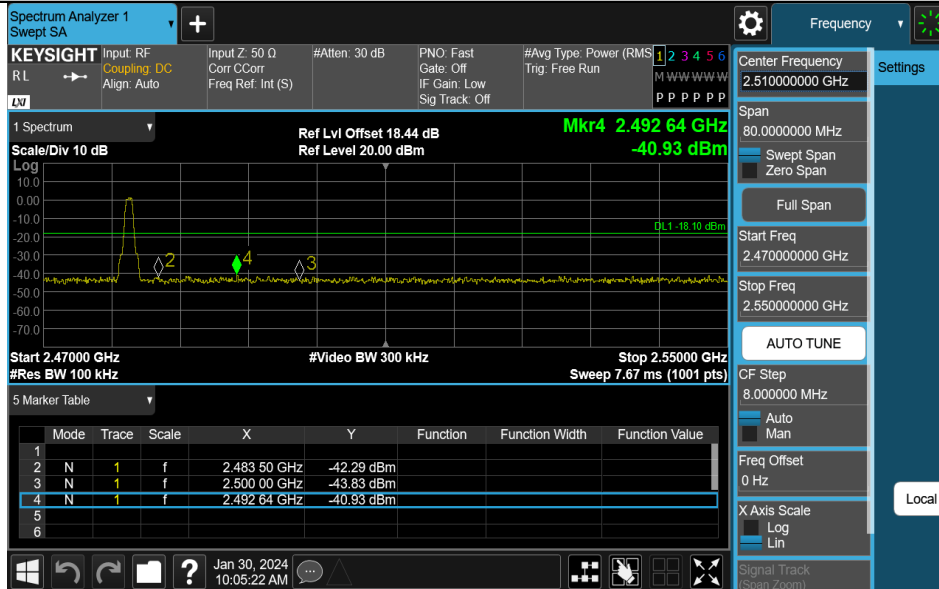 Spectrum Analyzer 1
Swept SA
Frequency
KEYSIGHT
RL
LXI
Input: RF
Coupling: DC
Align: Auto
Input Z: 50 Ω
Corr CCorr
Freq Ref: Int (S)
#Atten: 30 dB
PNO: Fast
Gate: Off
IF Gain: Low
Sig Track: Off
#Avg Type: Power (RMS
Trig: Free Run
1 2 3 4 5 6
M W W W W W
P P P P P P
1 Spectrum
Scale/Div 10 dB
Ref Lvl Offset 18.44 dB
Ref Level 20.00 dBm
Mkr4 2.492 64 GHz
-40.93 dBm
Log
10.0
0.00
-10.0
-20.0
-30.0
-40.0
-50.0
-60.0
-70.0
DL1 -18.10 dBm
2
4
3
Start 2.47000 GHz
#Res BW 100 kHz
#Video BW 300 kHz
Stop 2.55000 GHz
Sweep 7.67 ms (1001 pts)
5 Marker Table
Mode Trace Scale X Y Function Function Width Function Value
1
2 N 1 f 2.483 50 GHz -42.29 dBm
3 N 1 f 2.500 00 GHz -43.83 dBm
4 N 1 f 2.492 64 GHz -40.93 dBm
5
6
Jan 30, 2024
10:05:22 AM
Center Frequency
2.510000000 GHz
Span
80.0000000 MHz
Swept Span
Zero Span
Full Span
Start Freq
2.470000000 GHz
Stop Freq
2.550000000 GHz
AUTO TUNE
CF Step
8.000000 MHz
Auto
Man
Freq Offset
0 Hz
X Axis Scale
Log
Lin
Signal Track
(Span Zoom)
Settings
Local